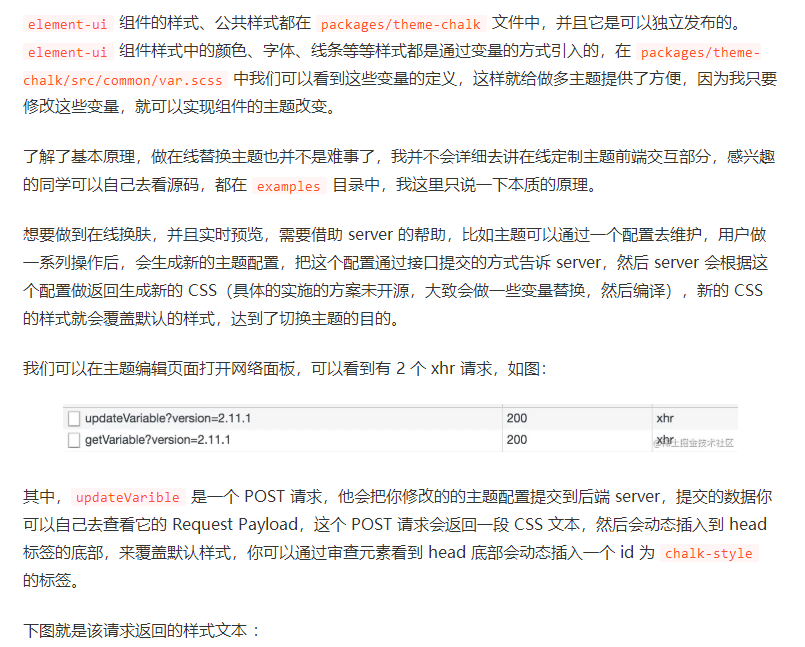 element-ui 组件的样式、公共样式都在 packages/theme-chalk 文件中，并且它是可以独立发布的。
element-ui 组件样式中的颜色、字体、线条等等样式都是通过变量的方式引入的，在 packages/theme-
chalk/src/common/var.scss 中我们可以看到这些变量的定义，这样就给做多主题提供了方便，因为我只要
修改这些变量，就可以实现组件的主题改变。
了解了基本原理，做在线替换主题也并不是难事了，我并不会详细去讲在线定制主题前端交互部分，感兴趣
的同学可以自己去看源码，都在 examples 目录中，我这里只说一下本质的原理。
想要做到在线换肤，并且实时预览，需要借助 server 的帮助，比如主题可以通过一个配置去维护，用户做
一系列操作后，会生成新的主题配置，把这个配置通过接口提交的方式告诉 server，然后 server 会根据这
个配置做返回生成新的 CSS（具体的实施的方案未开源，大致会做一些变量替换，然后编译），新的 CSS
的样式就会覆盖默认的样式，达到了切换主题的目的。
我们可以在主题编辑页面打开网络面板，可以看到有 2 个 xhr 请求，如图：
updateVariable?version=2.11.1 200 xhr
getVariable?version=2.11.1 200 xhr
@稀土掘金技术社区
其中， updateVarible 是一个 POST 请求，他会把你修改的的主题配置提交到后端 server，提交的数据你
可以自己去查看它的 Request Payload，这个 POST 请求会返回一段 CSS 文本，然后会动态插入到 head
标签的底部，来覆盖默认样式，你可以通过审查元素看到 head 底部会动态插入一个 id 为 chalk-style
的标签。
下图就是该请求返回的样式文本：